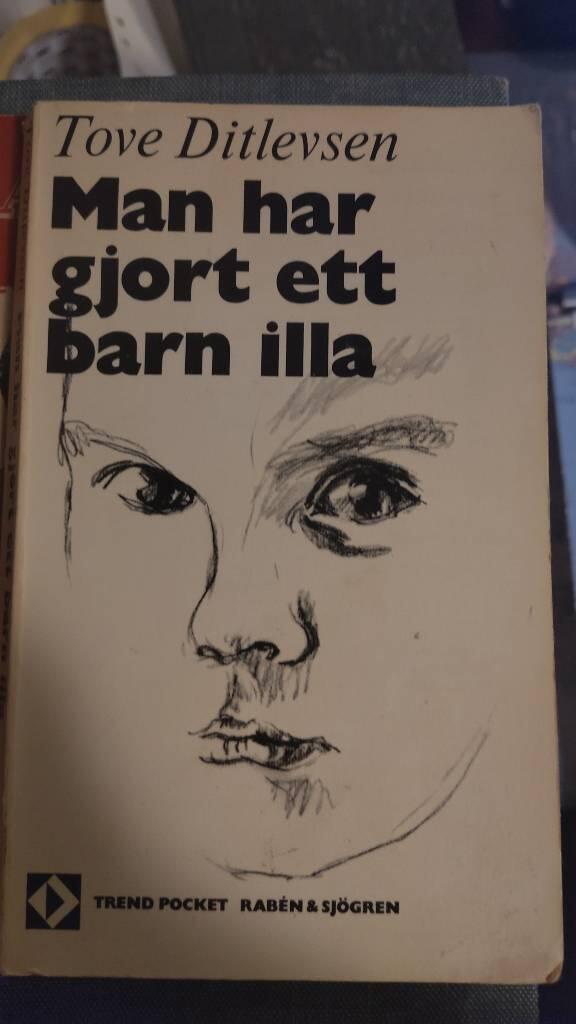 Tove Ditlevsen
Man har
gjort ett
barn illa
TREND POCKET RABÉN & SJÖGREN